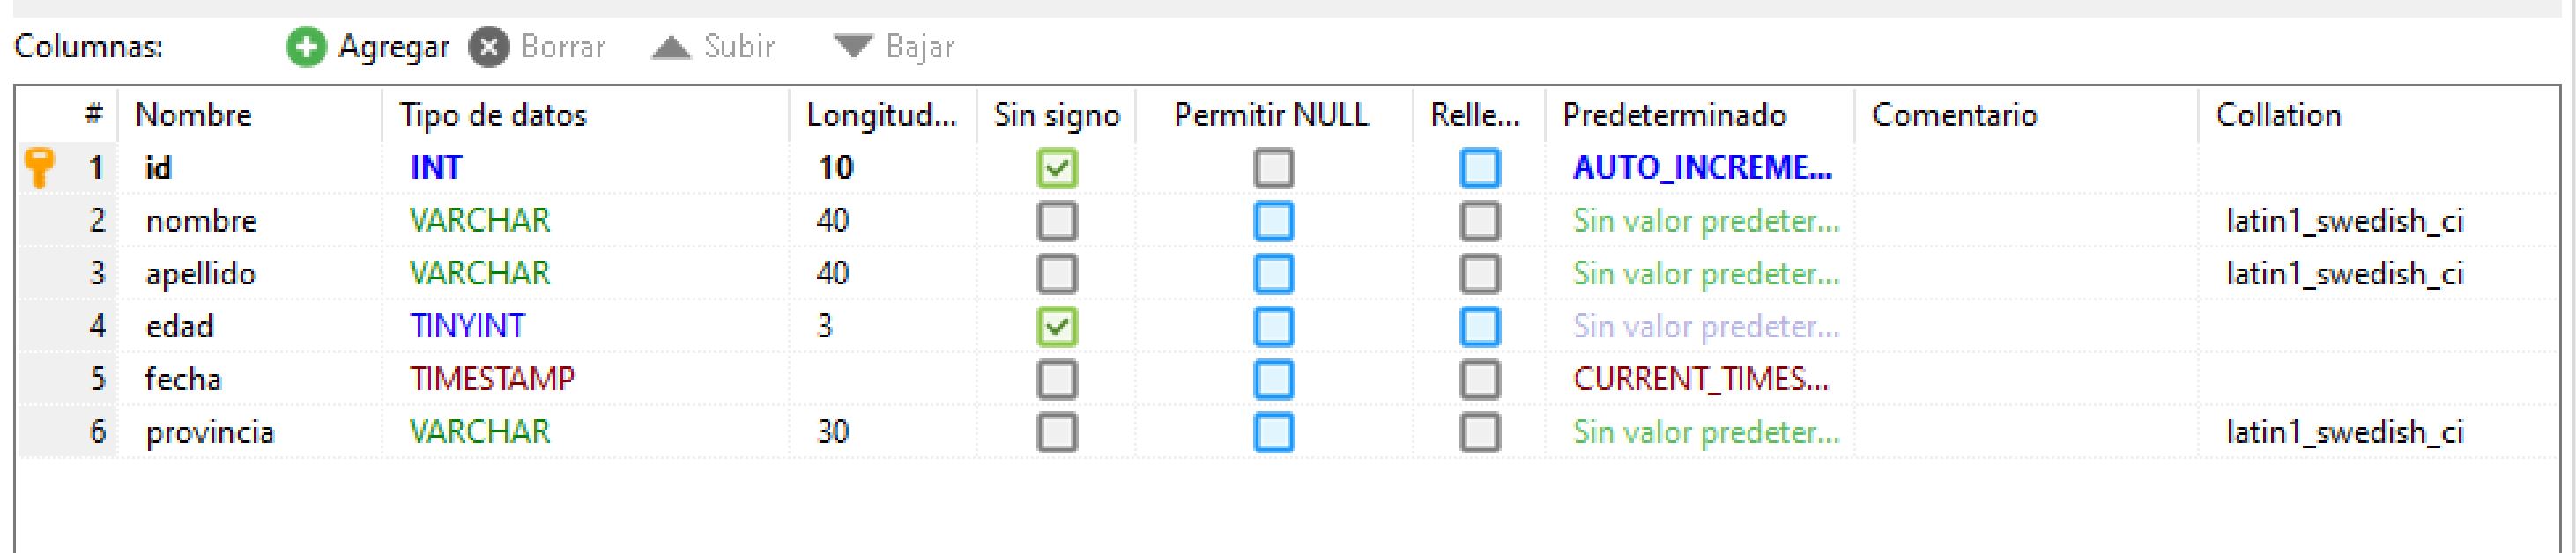 Columnas: Agregar Borrar Subir Bajar
# Nombre Tipo de datos Longitud... Sin signo Permitir NULL Relle... Predeterminado Comentario Collation
1 id INT 10 AUTO_INCREME...
2 nombre VARCHAR 40 Sin valor predeter... latin1_swedish_ci
3 apellido VARCHAR 40 Sin valor predeter... latin1_swedish_ci
4 edad TINYINT 3 Sin valor predeter...
5 fecha TIMESTAMP CURRENT_TIMES...
6 provincia VARCHAR 30 Sin valor predeter... latin1_swedish_ci